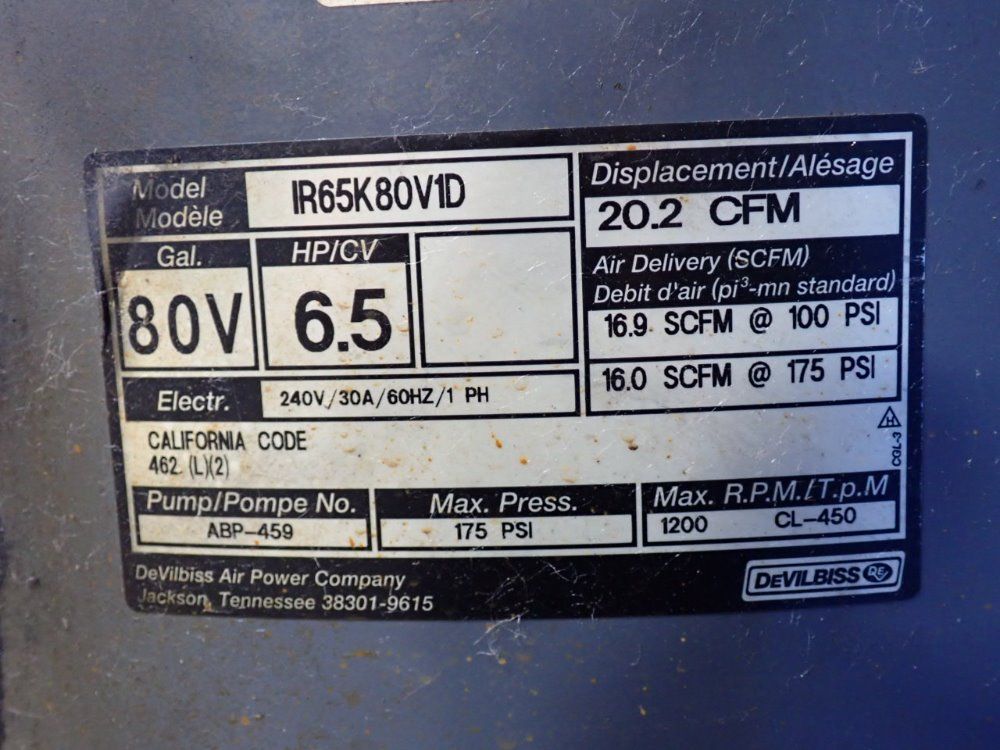 Model
Modèle
IR65K80V1D
Displacement/Alésage
20.2 CFM
Gal.
80V
HP/CV
6.5
Air Delivery (SCFM)
Debit d'air (pi³-mn standard)
16.9 SCFM @ 100 PSI
16.0 SCFM @ 175 PSI
Electr.
240V/30A/60HZ/1 PH
CALIFORNIA CODE
462 (L)(2)
H
CGL-3
Pump/Pompe No.
ABP-459
Max. Press.
175 PSI
Max. R.P.M./T.p.M
1200 CL-450
DeVilbiss Air Power Company
Jackson, Tennessee 38301-9615
DEVILBISS DE